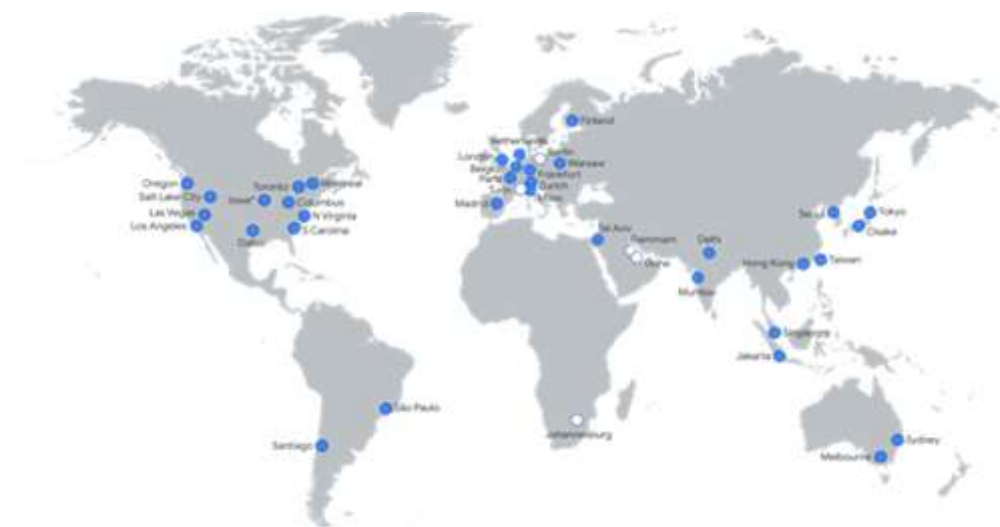 Finland
Netherlands
London
Berlin
Warsaw
Belgium
Frankfurt
Paris
Zurich
Turin
Milan
Madrid
Oregon
Toronto
Montréal
Salt Lake City
Iowa*
Columbus
Las Vegas
N Virginia
Los Angeles
S Carolina
Dallas
Tel Aviv
Dammam
Doha
Delhi
Mumbai
Seoul
Tokyo
Osaka
Hong Kong
Taiwan
Singapore
Jakarta
São Paulo
Santiago
Johannesburg
Sydney
Melbourne